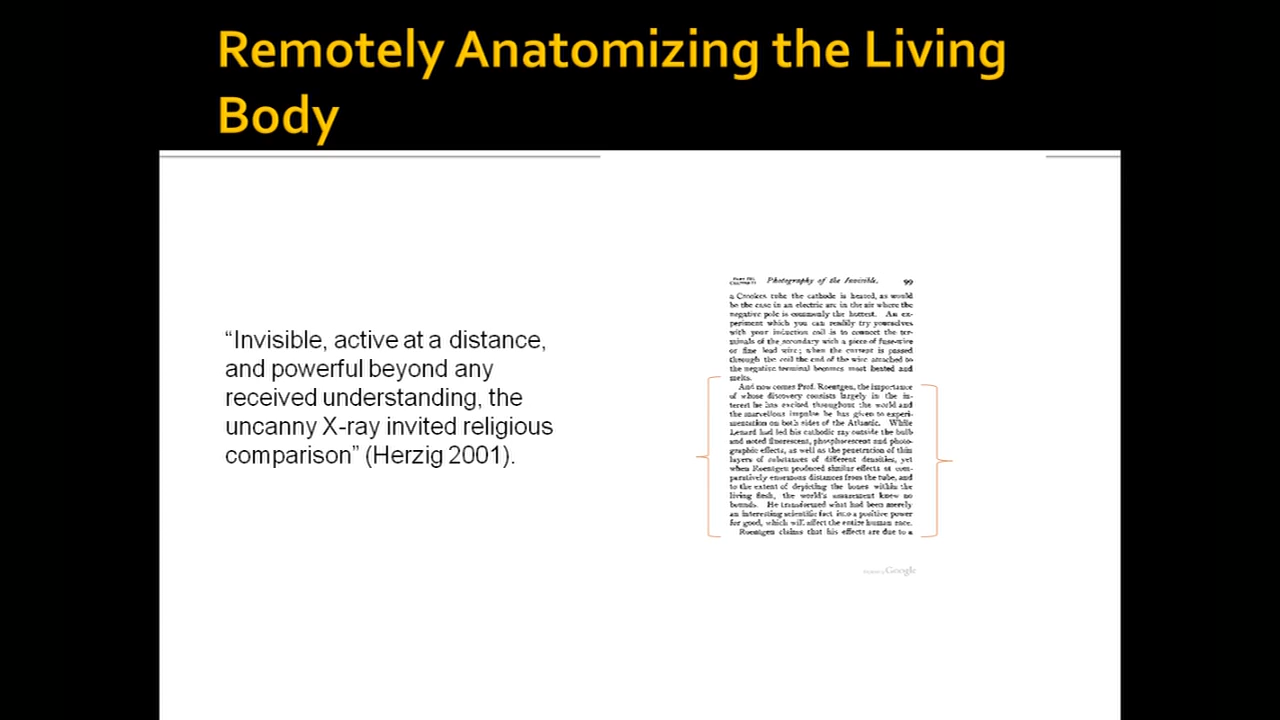 Remotely Anatomizing the Living
Body
“Invisible, active at a distance,
and powerful beyond any
received understanding, the
uncanny X-ray invited religious
comparison” (Herzig 2001).
Photography of the Invisible. 99
a Crookes tube the cathode is heated, as would
be the case in an electric arc in the air where the
negative pole is commonly the hottest. An ex-
periment which you can readily try yourselves
with your induction coil is to connect the ter-
minals of the secondary with a piece of fuse-wire
or fine lead wire; when the current is passed
through the coil the end of the wire attached to
the negative terminal becomes most heated and
melts.
And now comes Prof. Roentgen, the importance
of whose discovery consists largely in the in-
terest he has excited throughout the world and
the marvellous impulse he has given to experi-
mentation on both sides of the Atlantic. While
Lenard had led his cathodic ray outside the bulb
and noted fluorescent, phosphorescent and photo-
graphic effects, as well as the penetration of thin
layers of substances of different densities, yet
when Roentgen produced similar effects at com-
paratively enormous distances from the tube, and
to the extent of depicting the bones within the
living flesh, the world's amazement knew no
bounds. He transformed what had been merely
an interesting scientific fact into a positive power
for good, which will affect the entire human race.
Roentgen claims that his effects are due to a
Google